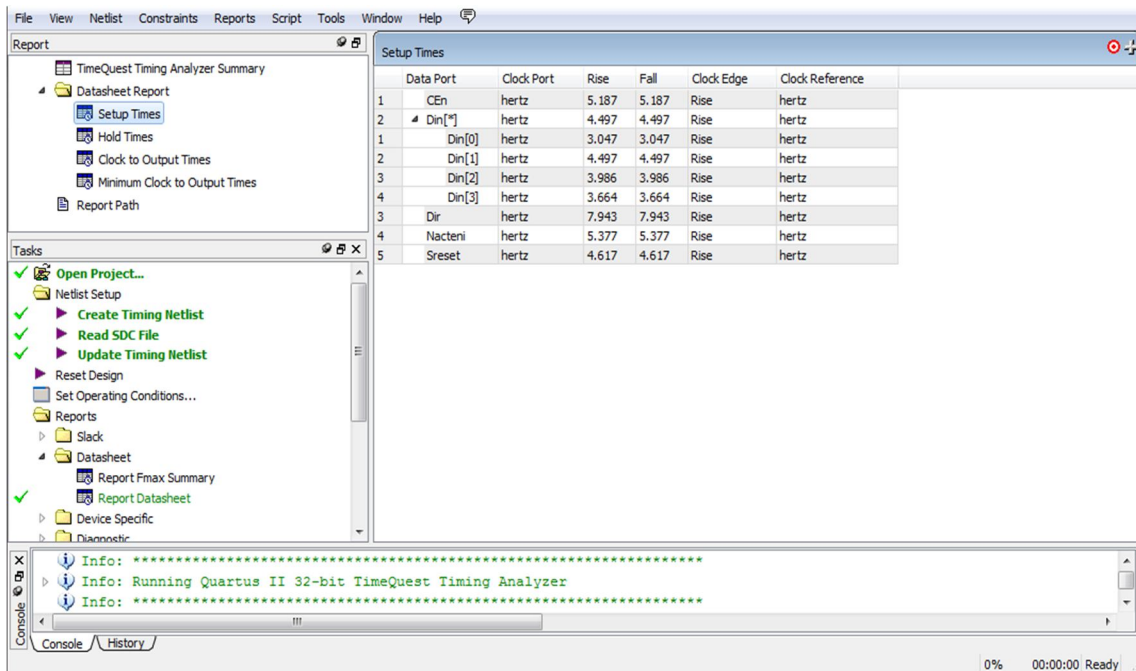 File View Netlist Constraints Reports Script Tools Window Help
Report
TimeQuest Timing Analyzer Summary
Datasheet Report
Setup Times
Hold Times
Clock to Output Times
Minimum Clock to Output Times
Report Path
Tasks
Open Project...
Netlist Setup
Create Timing Netlist
Read SDC File
Update Timing Netlist
Reset Design
Set Operating Conditions...
Reports
Slack
Datasheet
Report Fmax Summary
Report Datasheet
Device Specific
Diagnostic
Setup Times
Data Port Clock Port Rise Fall Clock Edge Clock Reference
1 CEn hertz 5.187 5.187 Rise hertz
2 Din[*] hertz 4.497 4.497 Rise hertz
1 Din[0] hertz 3.047 3.047 Rise hertz
2 Din[1] hertz 4.497 4.497 Rise hertz
3 Din[2] hertz 3.986 3.986 Rise hertz
4 Din[3] hertz 3.664 3.664 Rise hertz
3 Dir hertz 7.943 7.943 Rise hertz
4 Nacteni hertz 5.377 5.377 Rise hertz
5 Sreset hertz 4.617 4.617 Rise hertz
Info: *******************************************************************
Info: Running Quartus II 32-bit TimeQuest Timing Analyzer
Info: *******************************************************************
Console
Console History
0% 00:00:00 Ready